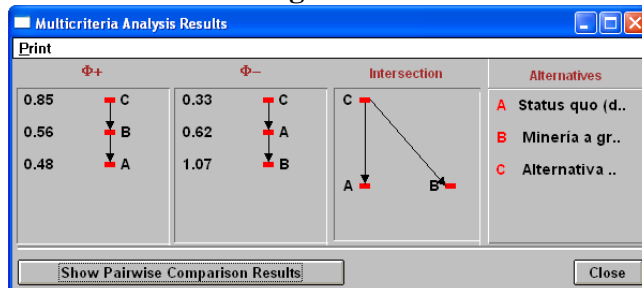 Multicriteria Analysis Results
Print
Φ+ Φ− Intersection Alternatives
0.85 C 0.33 C C A Status quo (d..
0.56 B 0.62 A B Minería a gr..
0.48 A 1.07 B C Alternativa ..
A B
Show Pairwise Comparison Results Close